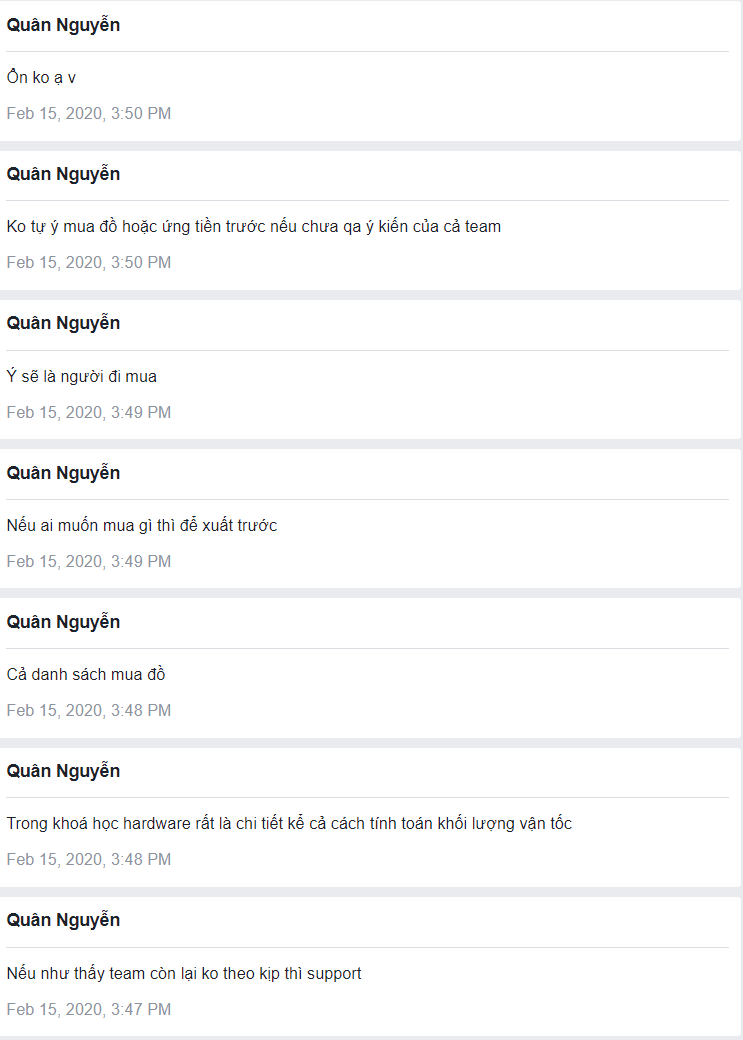 Quân Nguyễn
Ổn ko ạ v
Feb 15, 2020, 3:50 PM
Quân Nguyễn
Ko tự ý mua đồ hoặc ứng tiền trước nếu chưa qa ý kiến của cả team
Feb 15, 2020, 3:50 PM
Quân Nguyễn
Ý sẽ là người đi mua
Feb 15, 2020, 3:49 PM
Quân Nguyễn
Nếu ai muốn mua gì thì để xuất trước
Feb 15, 2020, 3:49 PM
Quân Nguyễn
Cả danh sách mua đồ
Feb 15, 2020, 3:48 PM
Quân Nguyễn
Trong khoá học hardware rất là chi tiết kể cả cách tính toán khối lượng vận tốc
Feb 15, 2020, 3:48 PM
Quân Nguyễn
Nếu như thấy team còn lại ko theo kịp thì support
Feb 15, 2020, 3:47 PM